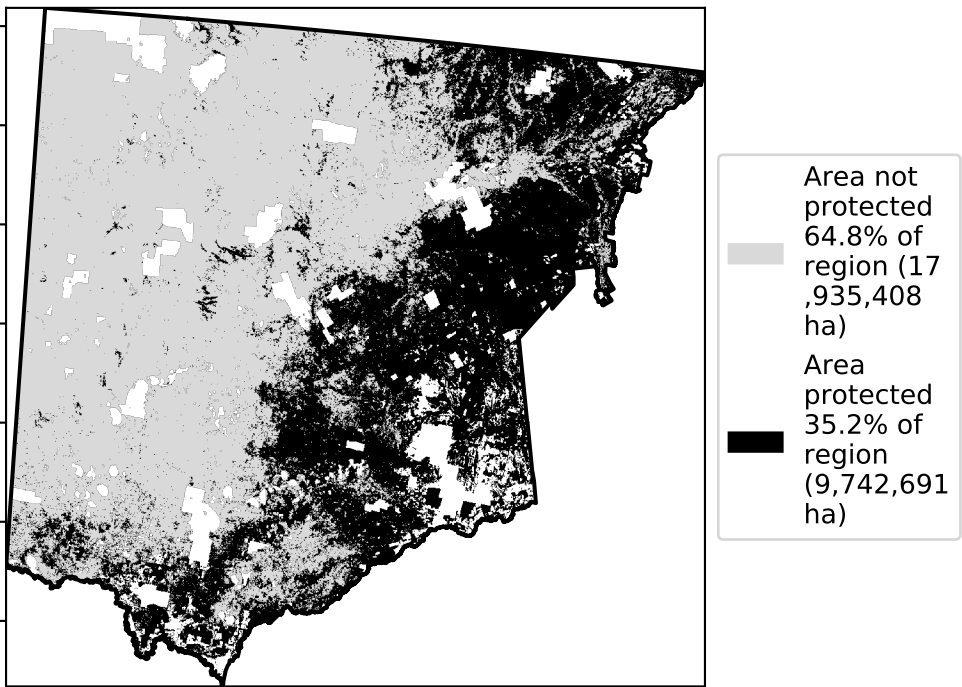 Area not
protected
64.8% of
region (17
,935,408
ha)
Area
protected
35.2% of
region
(9,742,691
ha)